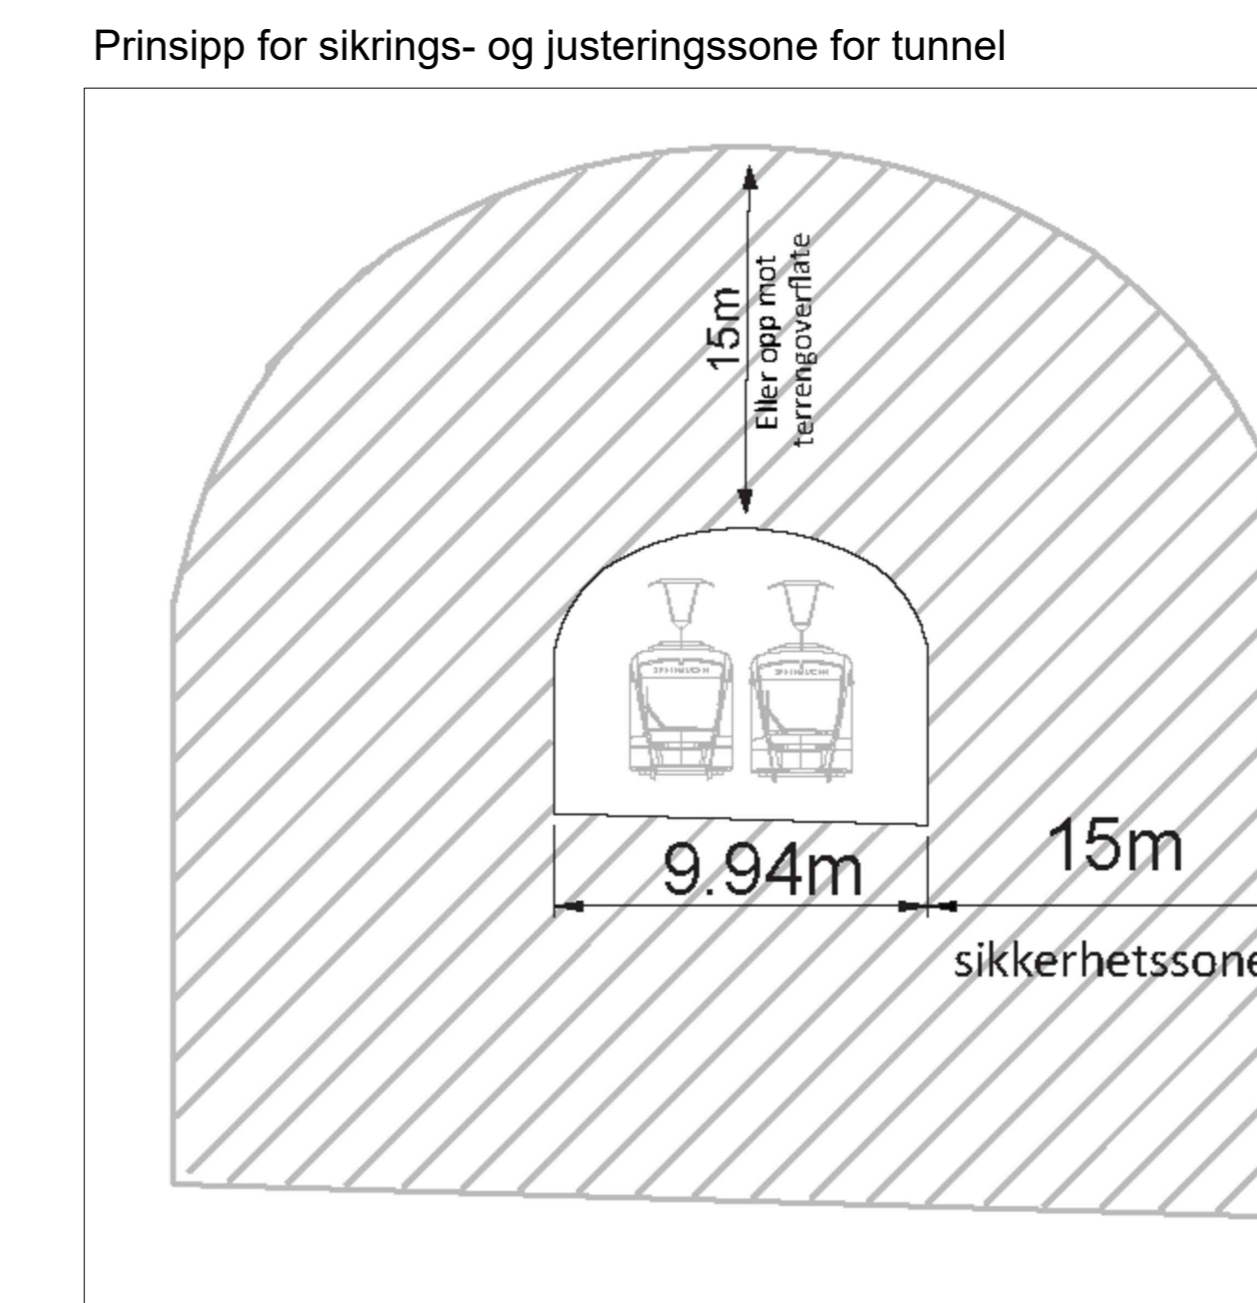 Prinsipp for sikrings- og justeringssone for tunnel
15m
Eller opp mot
terrengoverflate
9.94m
15m
sikkerhetssone